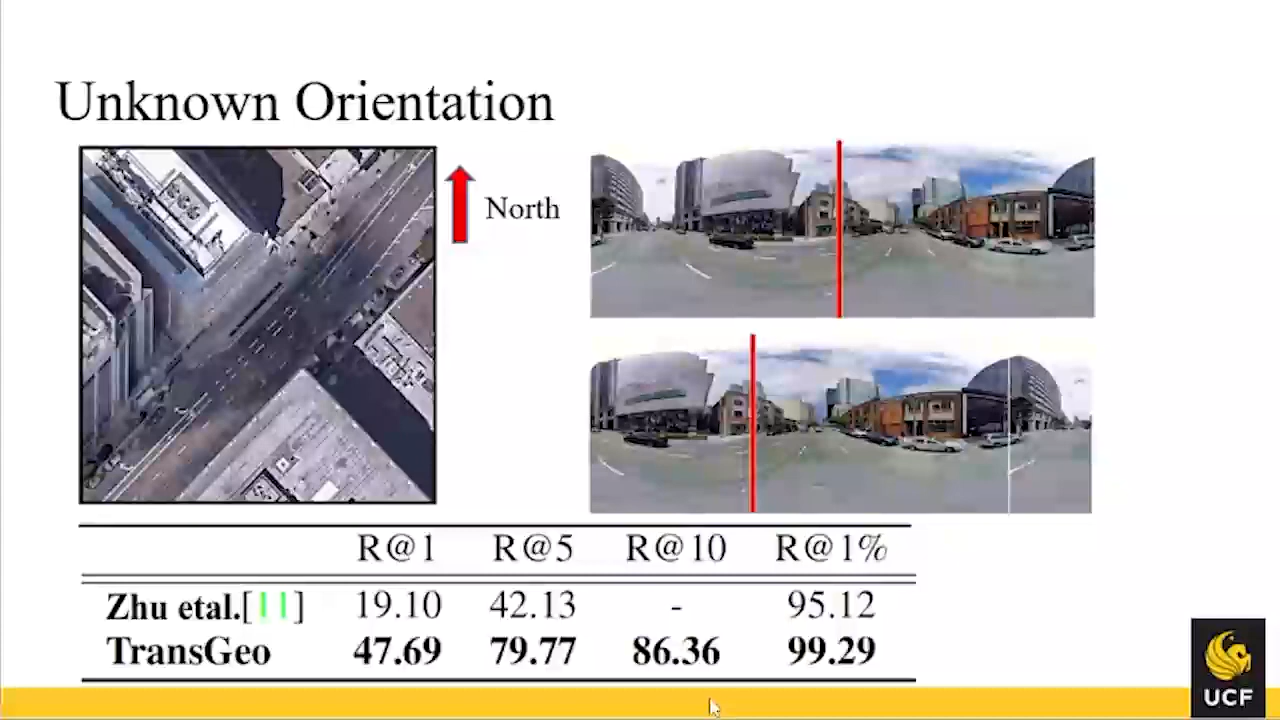 Unknown Orientation
North
R@1 R@5 R@10 R@1%
Zhu etal.[11] 19.10 42.13 - 95.12
TransGeo 47.69 79.77 86.36 99.29
UCF